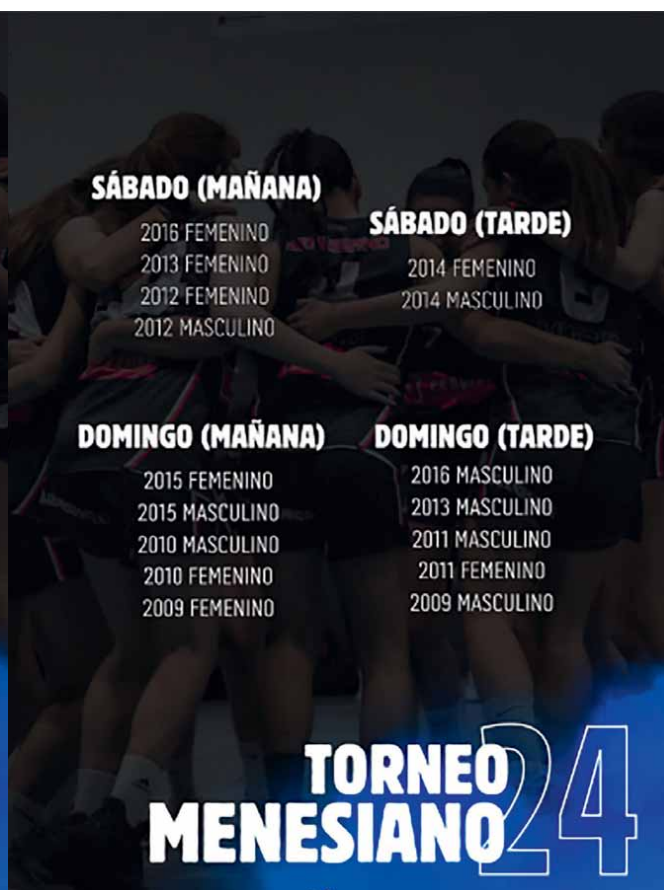 SÁBADO (MAÑANA)
2016 FEMENINO
2013 FEMENINO
2012 FEMENINO
2012 MASCULINO
SÁBADO (TARDE)
2014 FEMENINO
2014 MASCULINO
DOMINGO (MAÑANA)
2015 FEMENINO
2015 MASCULINO
2010 MASCULINO
2010 FEMENINO
2009 FEMENINO
DOMINGO (TARDE)
2016 MASCULINO
2013 MASCULINO
2011 MASCULINO
2011 FEMENINO
2009 MASCULINO
TORNEO
MENESIANO 24